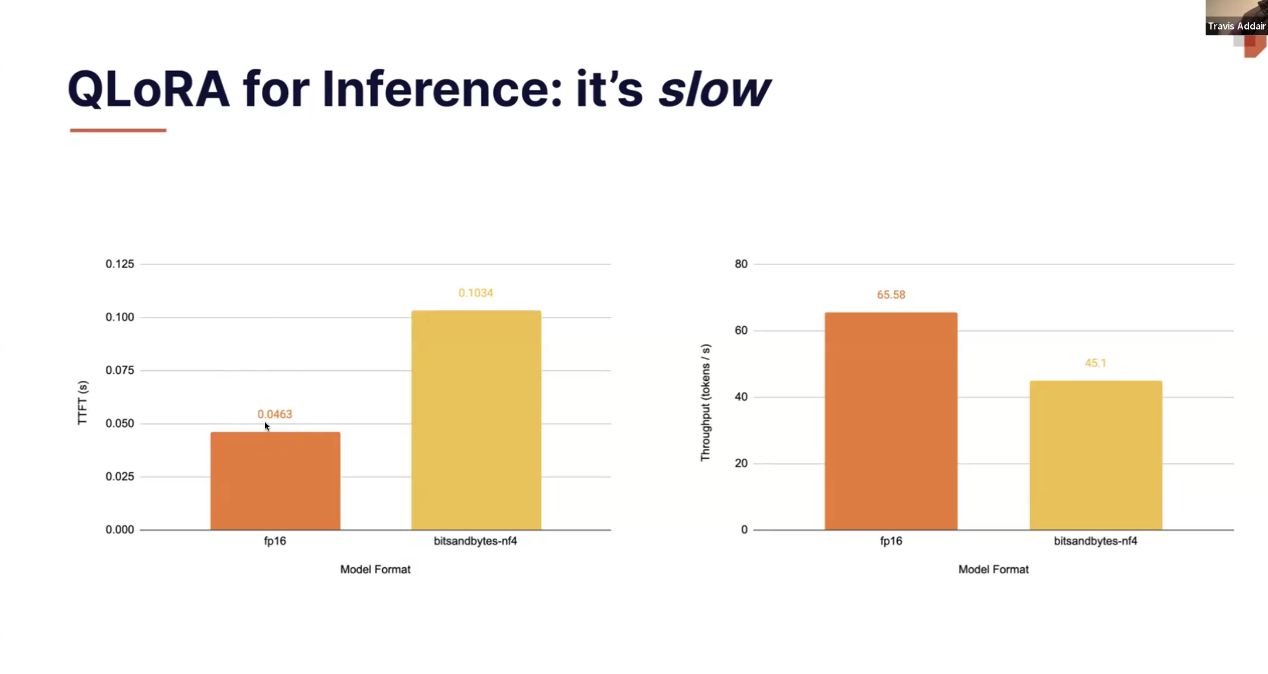 Travis Addair
QLoRA for Inference: it's slow
0.125
0.100
0.075
0.050
0.025
0.000
TTFT (s)
0.0463
0.1034
fp16
bitsandbytes-nf4
Model Format
80
60
40
20
0
Throughput (tokens / s)
65.58
45.1
fp16
bitsandbytes-nf4
Model Format